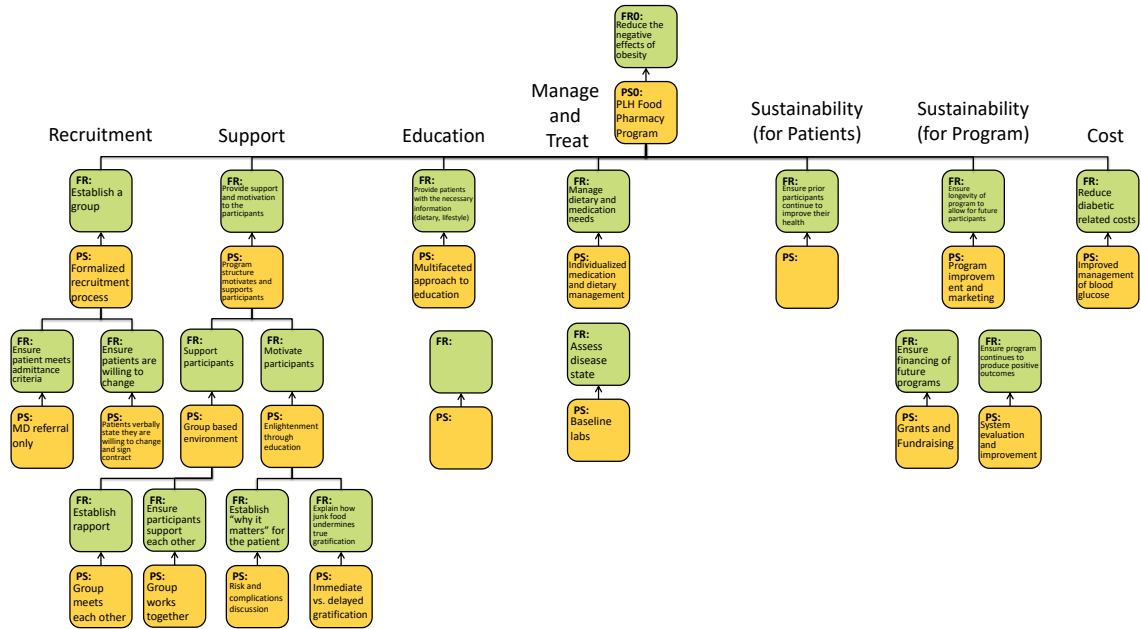 FR0:
Reduce the
negative
effects of
obesity
PS0:
PLH Food
Pharmacy
Program
Recruitment
Support
Education
Manage
and
Treat
Sustainability
(for Patients)
Sustainability
(for Program)
Cost
FR:
Establish a
group
FR:
Provide support
and motivation
to the
participants
FR:
Provide patients
with the necessary
information
(dietary, lifestyle)
FR:
Manage
dietary and
medication
needs
FR:
Ensure prior
participants
continue to
improve their
health
FR:
Ensure
longevity of
program to
allow for future
participants
FR:
Reduce
diabetic
related costs
PS:
Formalized
recruitment
process
PS:
Program
structure
motivates and
supports
participants
PS:
Multifaceted
approach to
education
PS:
Individualized
medication
and dietary
management
PS:
PS:
Program
improvem
ent and
marketing
PS:
Improved
management
of blood
glucose
FR:
Ensure
patient meets
admittance
criteria
FR:
Ensure
patients are
willing to
change
FR:
Support
participants
FR:
Motivate
participants
FR:
FR:
Assess
disease
state
FR:
Ensure
financing of
future
programs
FR:
Ensure program
continues to
produce positive
outcomes
PS:
MD referral
only
PS:
Patients verbally
state they are
willing to change
and sign
contract
PS:
Group based
environment
PS:
Enlightenment
through
education
PS:
PS:
Baseline
labs
PS:
Grants and
Fundraising
PS:
System
evaluation
and
improvement
FR:
Establish
rapport
FR:
Ensure
participants
support
each other
FR:
Establish
“why it
matters” for
the patient
FR:
Explain how
junk food
undermines
true
gratification
PS:
Group
meets
each other
PS:
Group
works
together
PS:
Risk and
complications
discussion
PS:
Immediate
vs. delayed
gratification